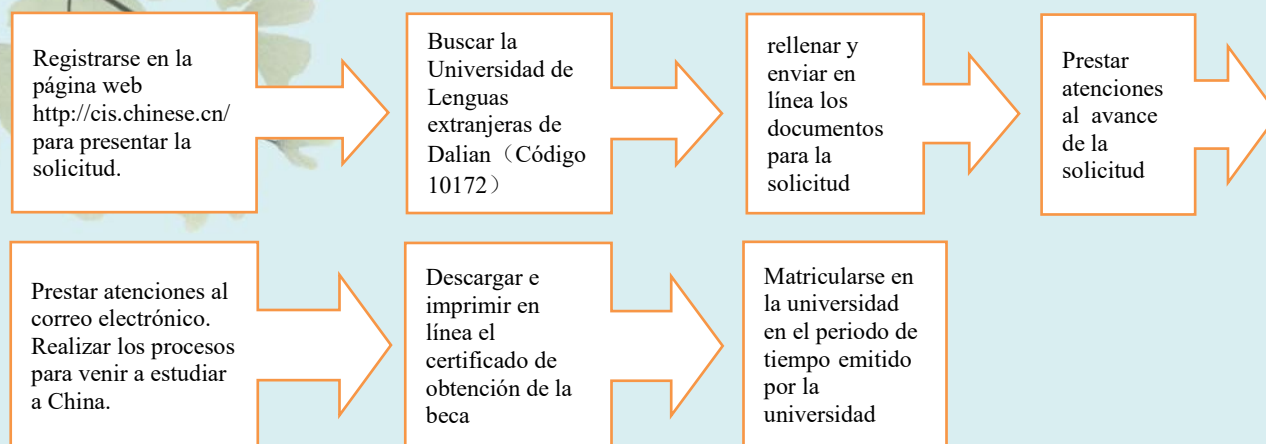 Registrarse en la
página web
http://cis.chinese.cn/
para presentar la
solicitud.
Buscar la
Universidad de
Lenguas
extranjeras de
Dalian（Código
10172）
rellenar y
enviar en
línea los
documentos
para la
solicitud
Prestar
atenciones
al avance
de la
solicitud
Prestar atenciones al
correo electrónico.
Realizar los procesos
para venir a estudiar
a China.
Descargar e
imprimir en
línea el
certificado de
obtención de la
beca
Matricularse en
la universidad
en el periodo de
tiempo emitido
por la
universidad